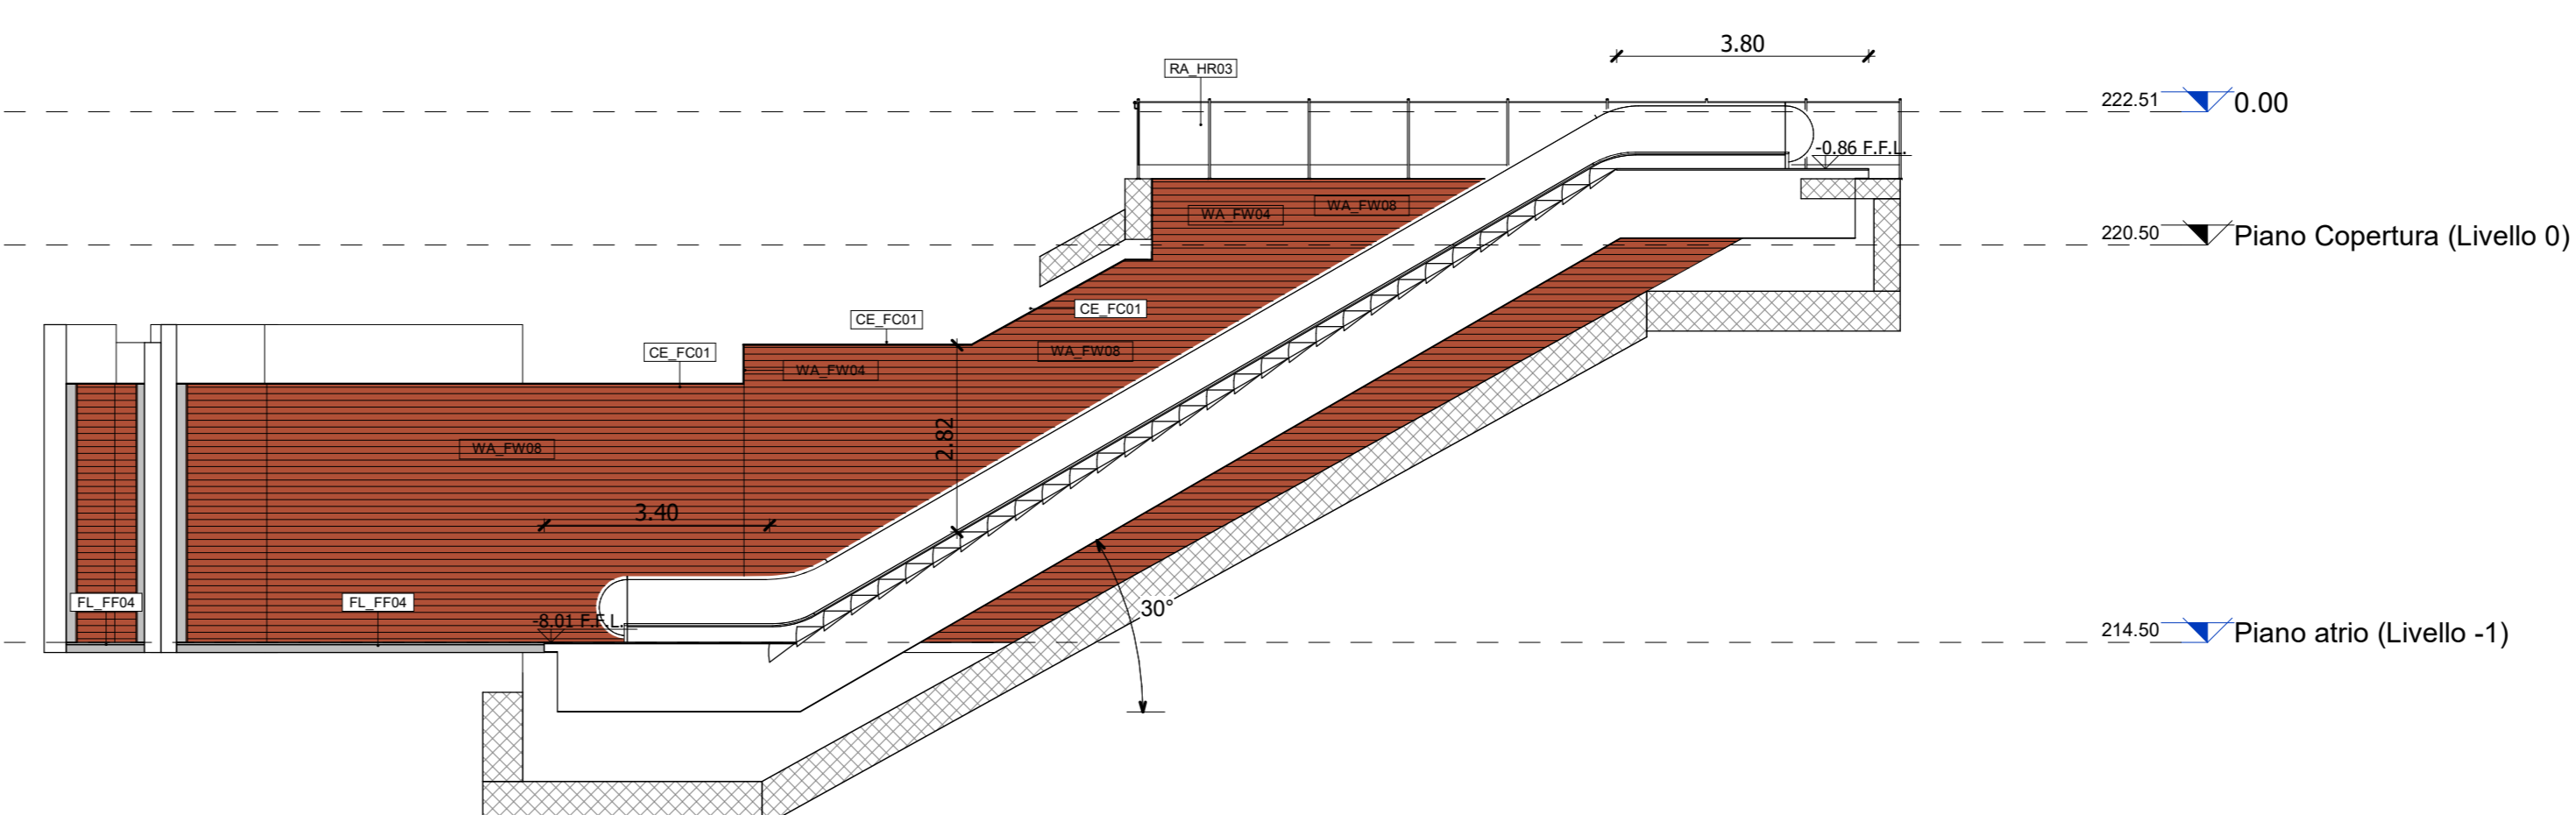 3.80
RA_HR03
222.51 0.00
-0.86 F.F.L.
WA_FW04
WA_FW08
220.50 Piano Copertura (Livello 0)
CE_FC01
CE_FC01
CE_FC01
WA_FW08
WA_FW04
2.82
WA_FW08
3.40
FL_FF04
FL_FF04
30°
-8.01 F.F.L.
214.50 Piano atrio (Livello -1)